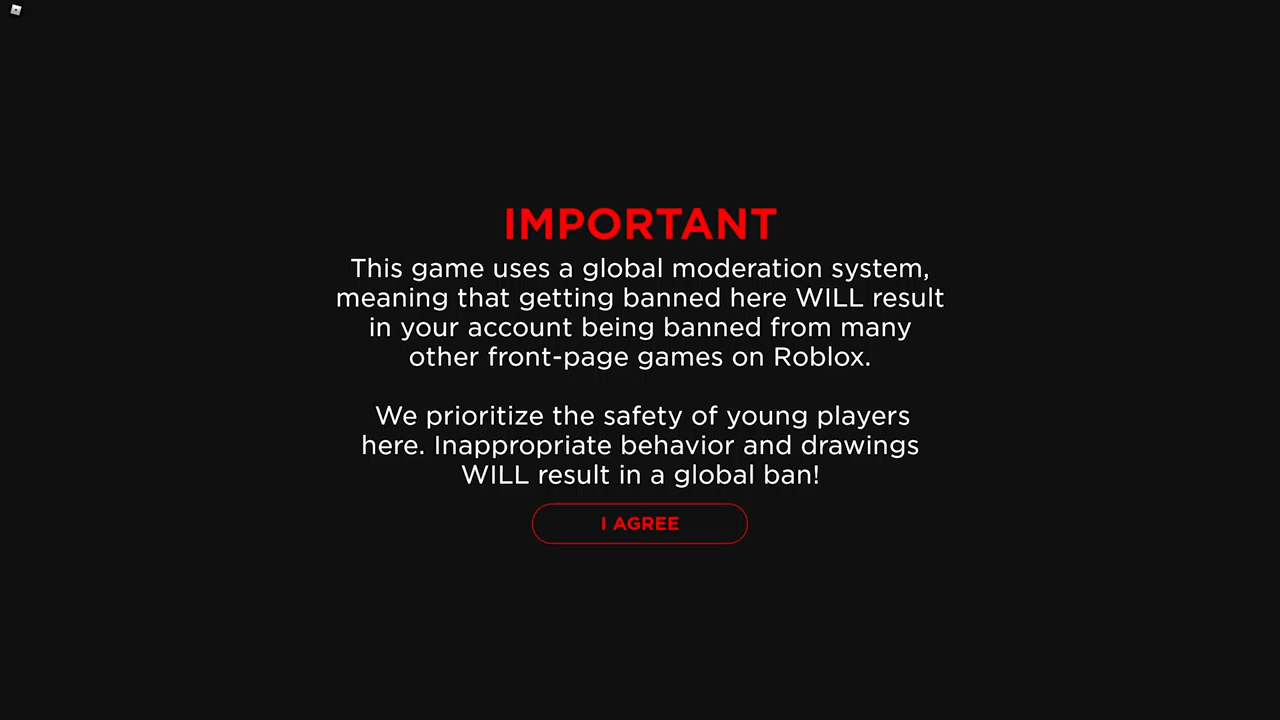 IMPORTANT
This game uses a global moderation system,
meaning that getting banned here WILL result
in your account being banned from many
other front-page games on Roblox.
We prioritize the safety of young players
here. Inappropriate behavior and drawings
WILL result in a global ban!
I AGREE